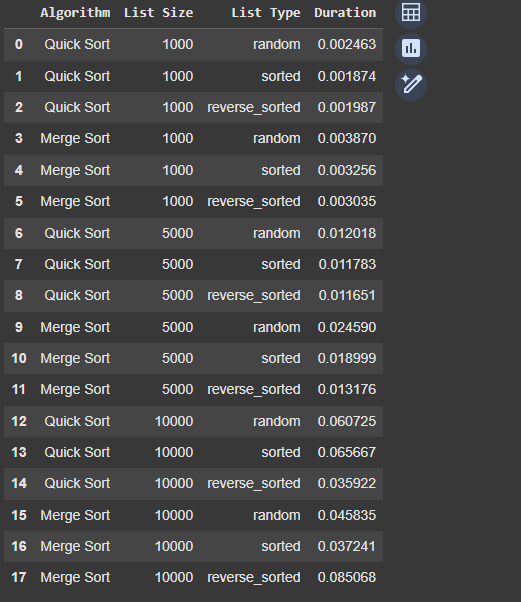 Algorithm List Size List Type Duration
0 Quick Sort 1000 random 0.002463
1 Quick Sort 1000 sorted 0.001874
2 Quick Sort 1000 reverse_sorted 0.001987
3 Merge Sort 1000 random 0.003870
4 Merge Sort 1000 sorted 0.003256
5 Merge Sort 1000 reverse_sorted 0.003035
6 Quick Sort 5000 random 0.012018
7 Quick Sort 5000 sorted 0.011783
8 Quick Sort 5000 reverse_sorted 0.011651
9 Merge Sort 5000 random 0.024590
10 Merge Sort 5000 sorted 0.018999
11 Merge Sort 5000 reverse_sorted 0.013176
12 Quick Sort 10000 random 0.060725
13 Quick Sort 10000 sorted 0.065667
14 Quick Sort 10000 reverse_sorted 0.035922
15 Merge Sort 10000 random 0.045835
16 Merge Sort 10000 sorted 0.037241
17 Merge Sort 10000 reverse_sorted 0.085068